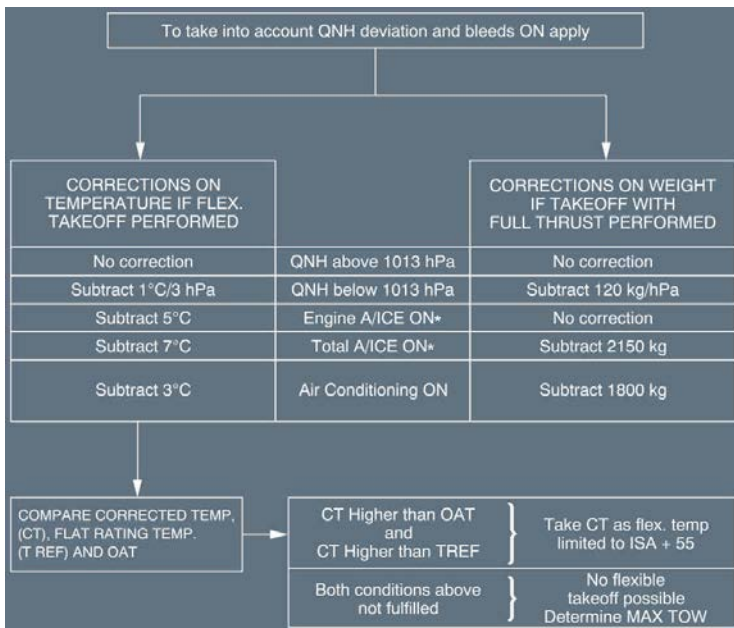 To take into account QNH deviation and bleeds ON apply
CORRECTIONS ON
TEMPERATURE IF FLEX.
TAKEOFF PERFORMED
CORRECTIONS ON WEIGHT
IF TAKEOFF WITH
FULL THRUST PERFORMED
No correction
QNH above 1013 hPa
No correction
Subtract 1°C/3 hPa
QNH below 1013 hPa
Subtract 120 kg/hPa
Subtract 5°C
Engine A/ICE ON*
No correction
Subtract 7°C
Total A/ICE ON*
Subtract 2150 kg
Subtract 3°C
Air Conditioning ON
Subtract 1800 kg
COMPARE CORRECTED TEMP,
(CT), FLAT RATING TEMP.
(T REF) AND OAT
CT Higher than OAT
and
CT Higher than TREF
Take CT as flex. temp
limited to ISA + 55
Both conditions above
not fulfilled
No flexible
takeoff possible
Determine MAX TOW